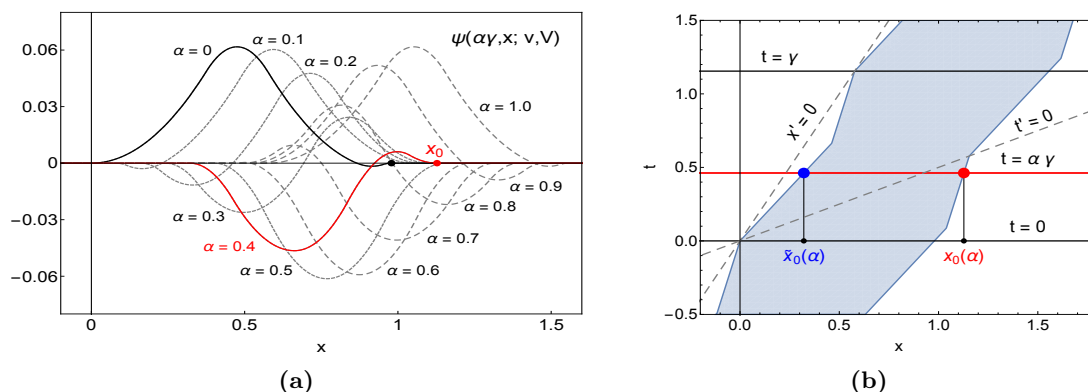 0.06
0.03
0
-0.03
-0.06
α = 0
α = 0.1
α = 0.2
ψ(αγ,x; v,V)
α = 1.0
x₀
α = 0.3
α = 0.4
α = 0.5
α = 0.6
α = 0.7
α = 0.8
α = 0.9
0
0.5
1
1.5
x
(a)
1.5
1.0
0.5
0.0
-0.5
t
t = γ
x' = 0
t' = 0
t = α γ
t = 0
x̃₀(α)
x₀(α)
0.0
0.5
1.0
1.5
x
(b)